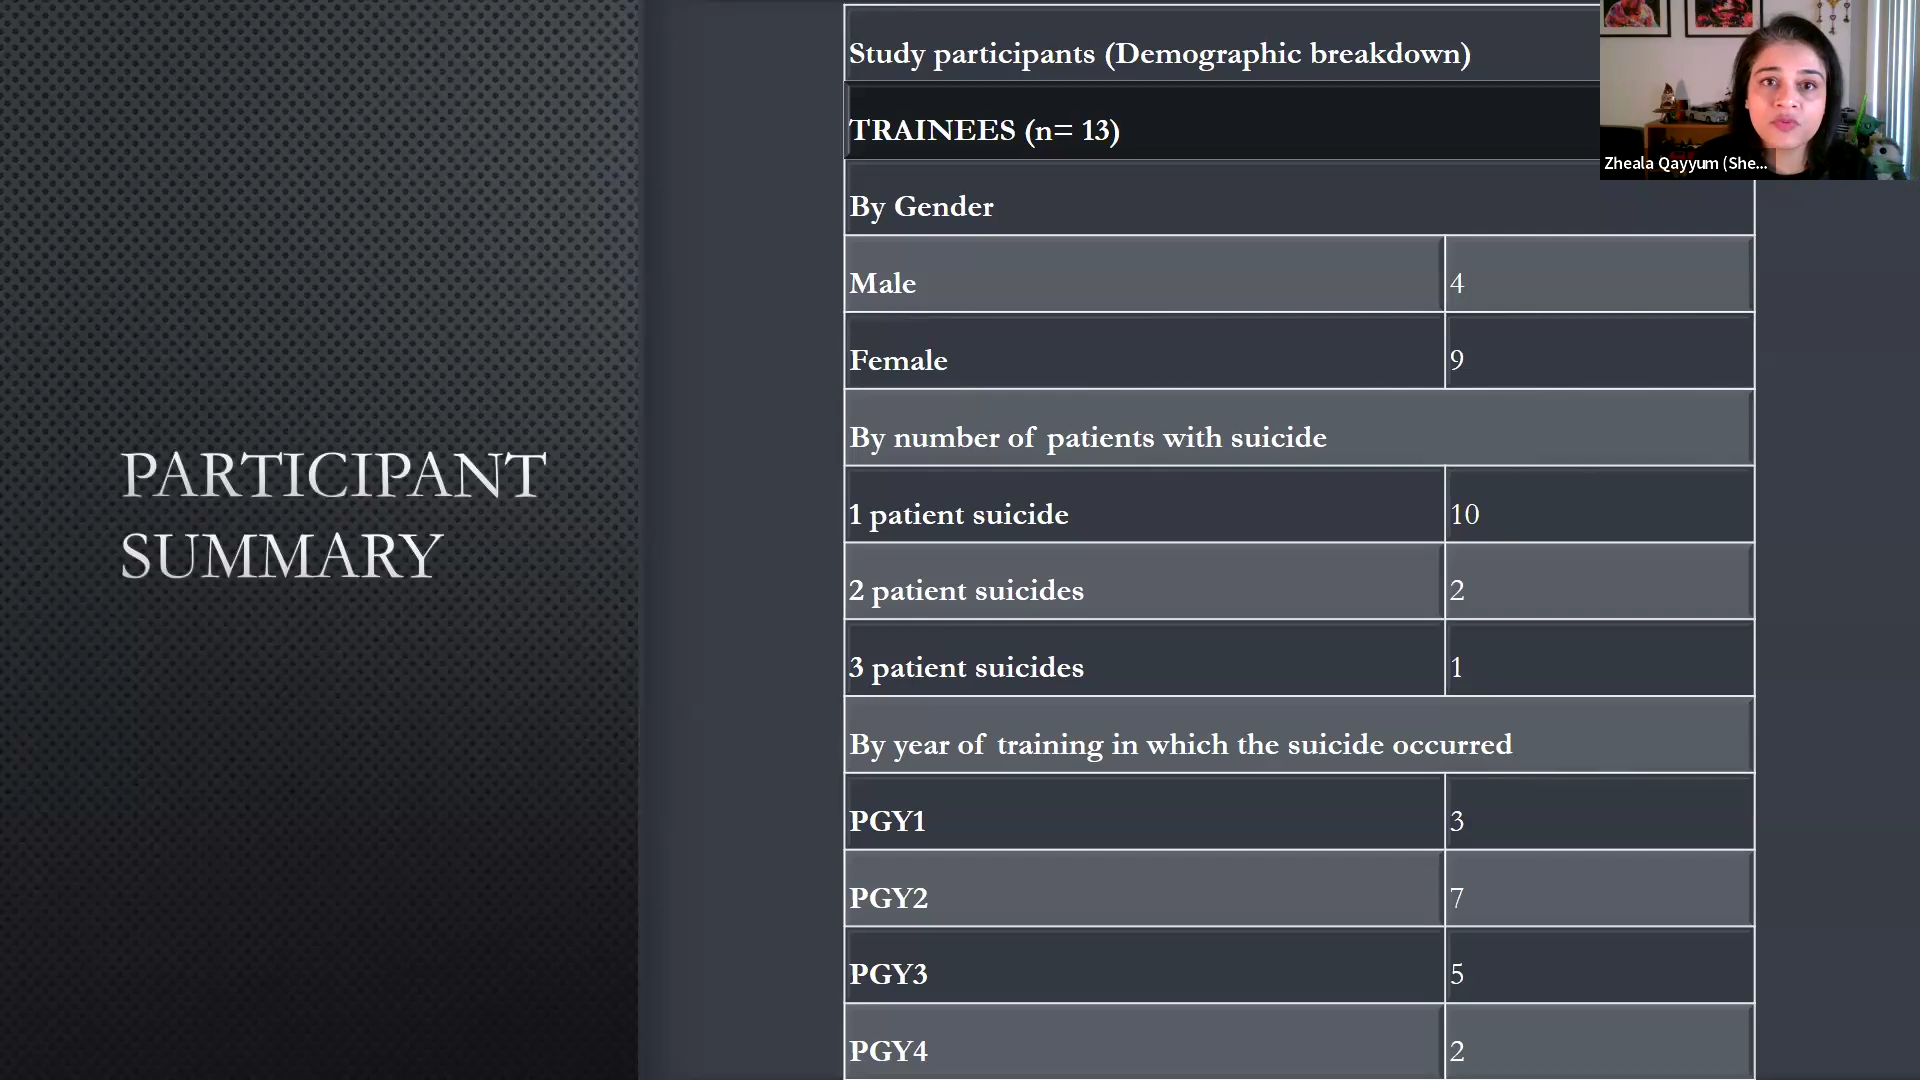 PARTICIPANT
SUMMARY
Study participants (Demographic breakdown)
TRAINEES (n= 13)
By Gender
Male 4
Female 9
By number of patients with suicide
1 patient suicide 10
2 patient suicides 2
3 patient suicides 1
By year of training in which the suicide occurred
PGY1 3
PGY2 7
PGY3 5
PGY4 2
Zheala Qayyum (She...